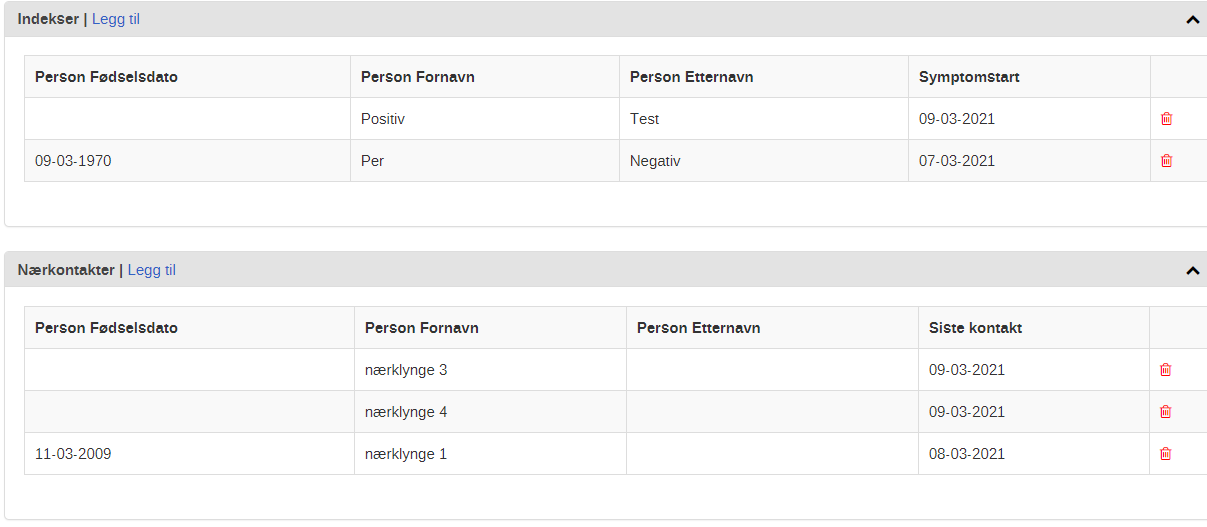 Indekser | Legg til
Person Fødselsdato Person Fornavn Person Etternavn Symptomstart
Positiv Test 09-03-2021
09-03-1970 Per Negativ 07-03-2021
Nærkontakter | Legg til
Person Fødselsdato Person Fornavn Person Etternavn Siste kontakt
nærklynge 3 09-03-2021
nærklynge 4 09-03-2021
11-03-2009 nærklynge 1 08-03-2021